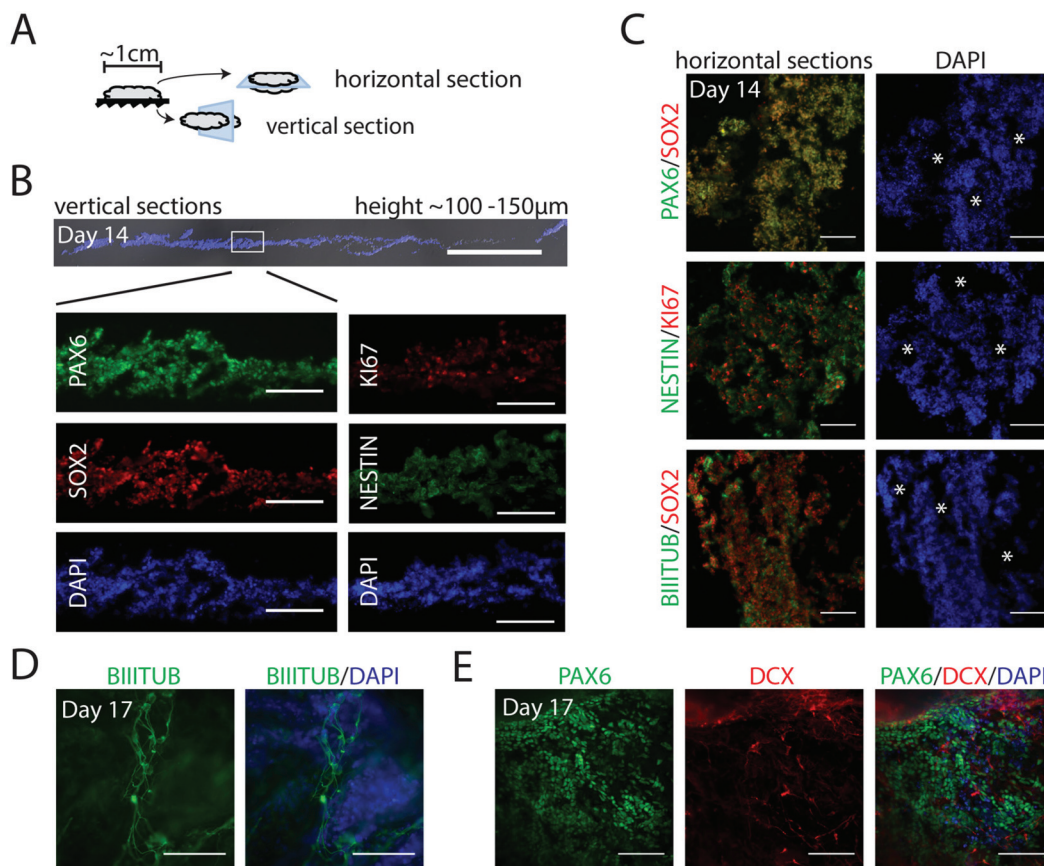 A
~1cm
horizontal section
vertical section
B
vertical sections
height ~100 -150µm
Day 14
PAX6
KI67
SOX2
NESTIN
DAPI
DAPI
C
horizontal sections
DAPI
Day 14
PAX6/SOX2
*
*
*
NESTIN/KI67
*
*
*
BIIITUB/SOX2
*
*
*
D
BIIITUB
BIIITUB/DAPI
Day 17
E
PAX6
DCX
PAX6/DCX/DAPI
Day 17